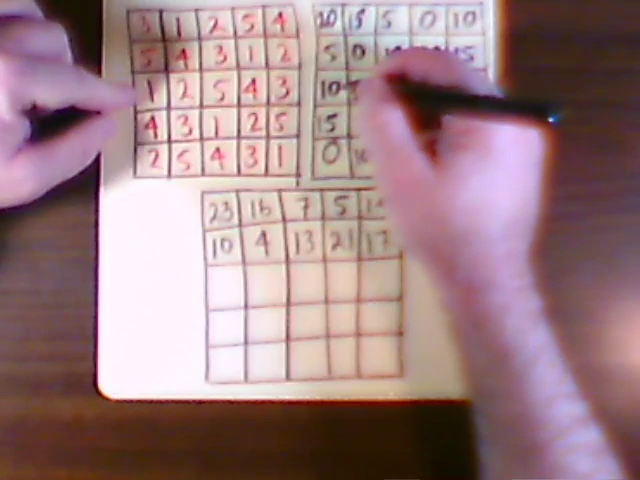 3 1 2 5 4
5 4 3 1 2
1 2 5 4 3
4 3 1 2 5
2 5 4 3 1
20 15 5 0 10
5 0
10
15
0
23 16 7 5
10 4 13 21 17